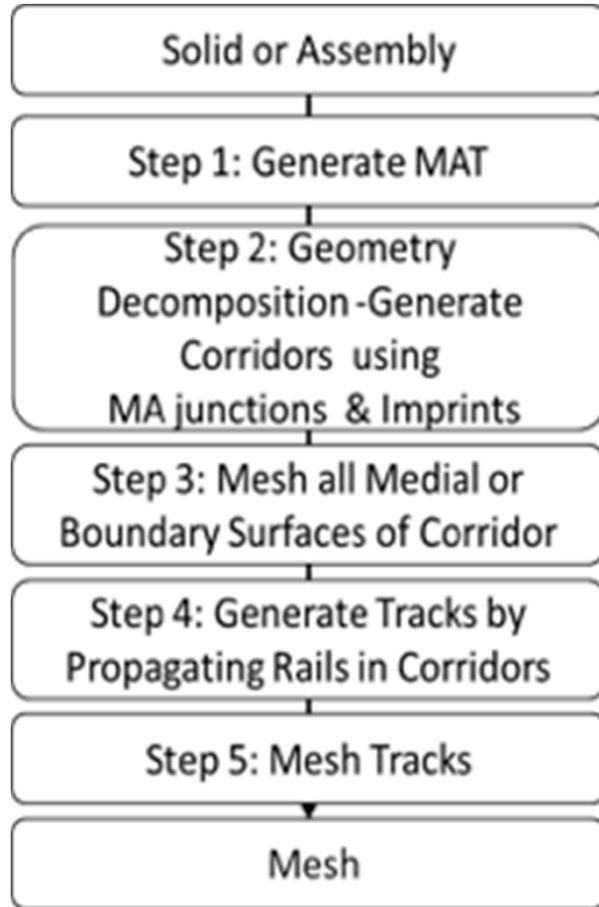 Solid or Assembly
Step 1: Generate MAT
Step 2: Geometry
Decomposition -Generate
Corridors using
MA junctions & Imprints
Step 3: Mesh all Medial or
Boundary Surfaces of Corridor
Step 4: Generate Tracks by
Propagating Rails in Corridors
Step 5: Mesh Tracks
Mesh